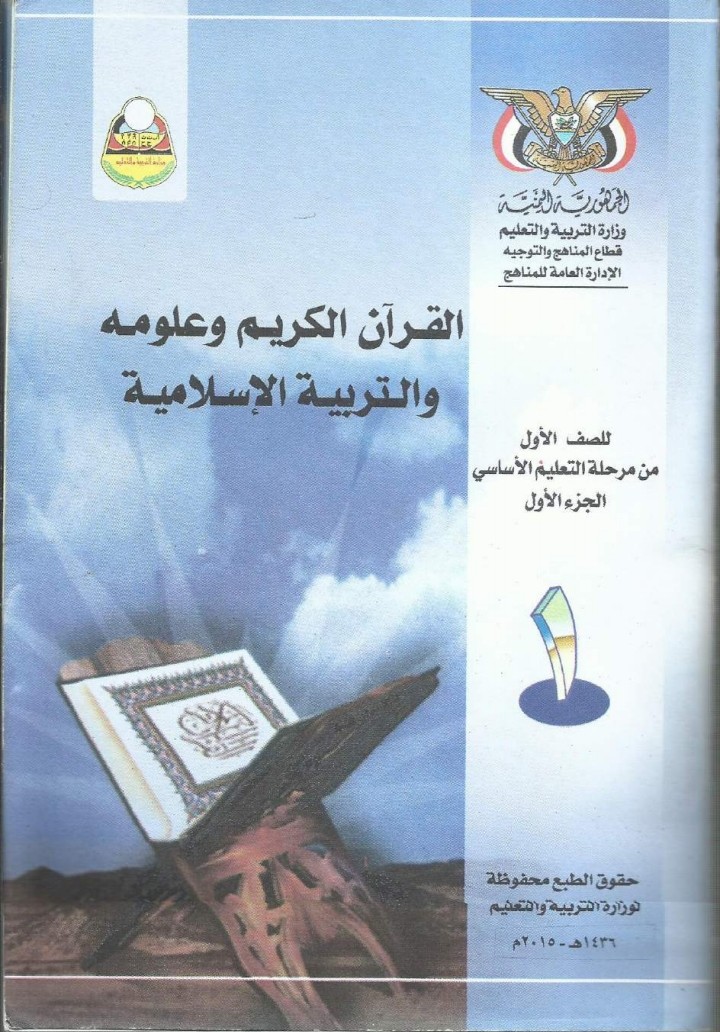 الجمهورية اليمنية
وزارة التربية والتعليم
قطاع المناهج والتوجيه
الإدارة العامة للمناهج
القرآن الكريم وعلومه
والتربية الإسلامية
للصف الأول
من مرحلة التعليم الأساسي
الجزء الأول
حقوق الطبع محفوظة
لوزارة التربية والتعليم
١٤٣٦هـ - ٢٠١٥م